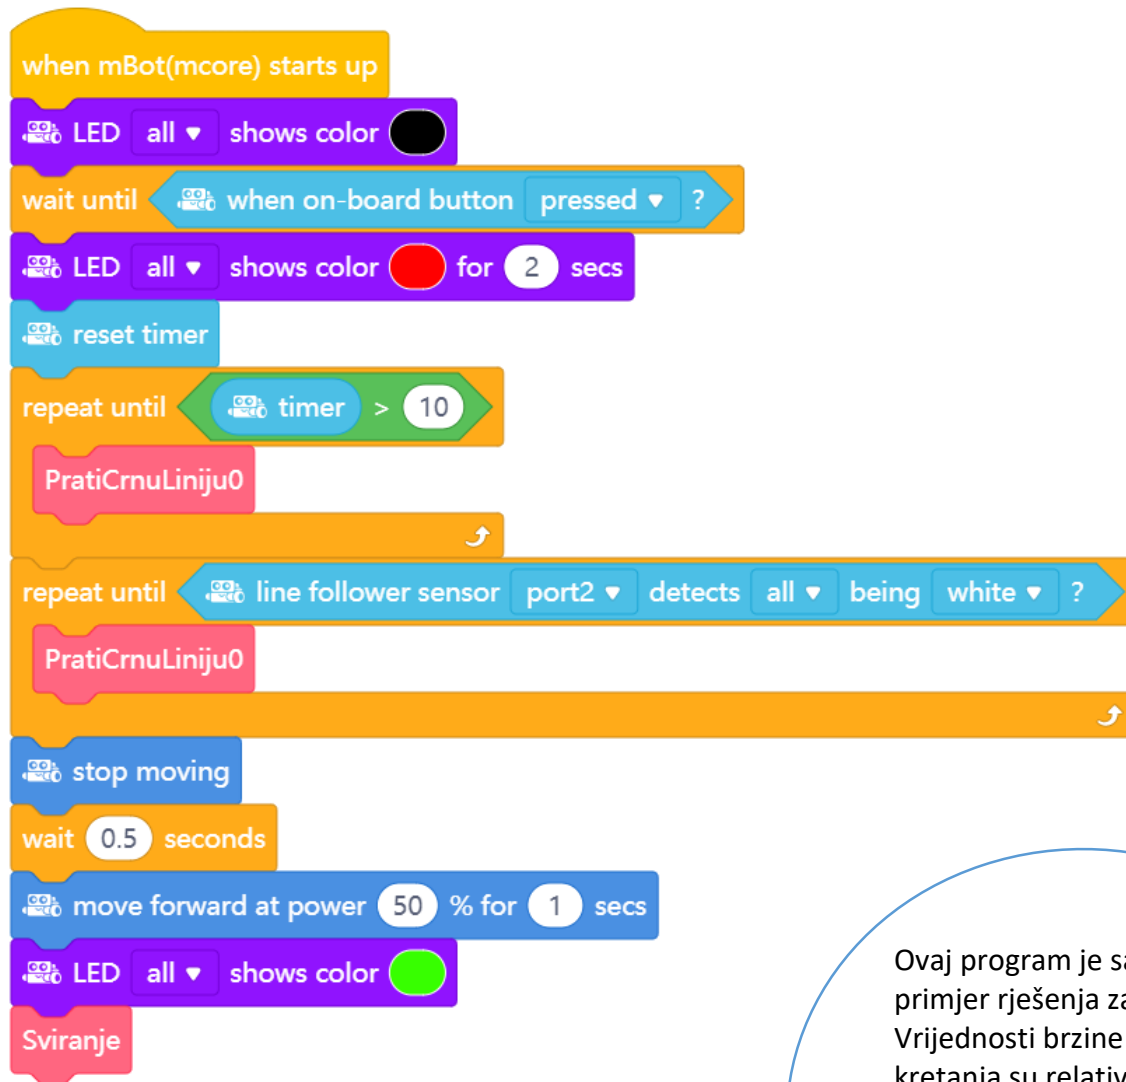 when mBot(mcore) starts up
LED all shows color
wait until when on-board button pressed ?
LED all shows color for 2 secs
reset timer
repeat until timer > 10
PratiCrnuLiniju0
repeat until line follower sensor port2 detects all being white ?
PratiCrnuLiniju0
stop moving
wait 0.5 seconds
move forward at power 50 % for 1 secs
LED all shows color
Sviranje
Ovaj program je
primjer rješenja
Vrijednosti brzine
kretanja su